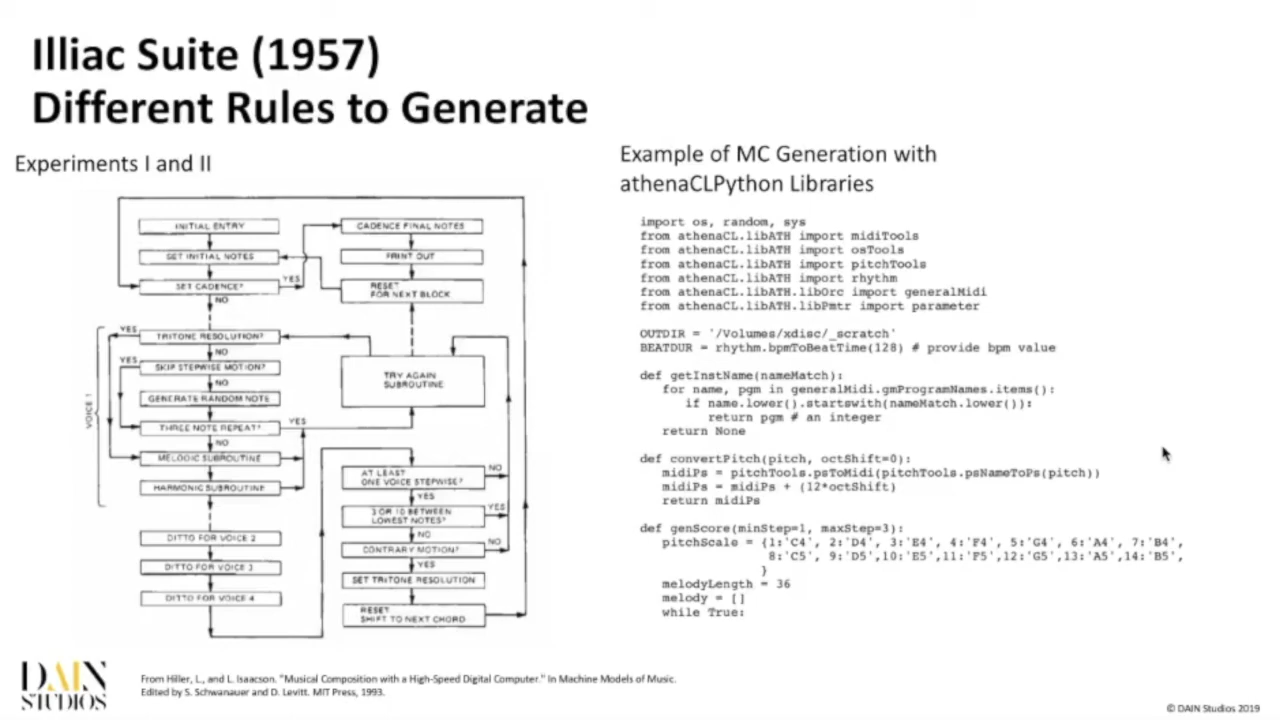 Illiac Suite (1957)
Different Rules to Generate
Experiments I and II
INITIAL ENTRY
SET INITIAL NOTES
SET CADENCE?
YES
NO
YES
TRITONE RESOLUTION?
NO
YES
SKIP STEPWISE MOTION?
NO
GENERATE RANDOM NOTE
THREE NOTE REPEAT?
YES
NO
MELODIC SUBROUTINE
HARMONIC SUBROUTINE
VOICE 1
DITTO FOR VOICE 2
DITTO FOR VOICE 3
DITTO FOR VOICE 4
CADENCE FINAL NOTES
PRINT OUT
RESET
FOR NEXT BLOCK
TRY AGAIN
SUBROUTINE
AT LEAST
ONE VOICE STEPWISE?
NO
YES
3 OR 10 BETWEEN
LOWEST NOTES?
YES
NO
CONTRARY MOTION?
NO
YES
SET TRITONE RESOLUTION
RESET
SHIFT TO NEXT CHORD
Example of MC Generation with
athenaCLPython Libraries
import os, random, sys
from athenaCL.libATH import midiTools
from athenaCL.libATH import osTools
from athenaCL.libATH import pitchTools
from athenaCL.libATH import rhythm
from athenaCL.libATH.libOrc import generalMidi
from athenaCL.libATH.libPmtr import parameter
OUTDIR = '/Volumes/xdisc/_scratch'
BEATDUR = rhythm.bpmToBeatTime(128) # provide bpm value
def getInstName(nameMatch):
for name, pgm in generalMidi.gmProgramNames.items():
if name.lower().startswith(nameMatch.lower()):
return pgm # an integer
return None
def convertPitch(pitch, octShift=0):
midiPs = pitchTools.psToMidi(pitchTools.psNameToPs(pitch))
midiPs = midiPs + (12*octShift)
return midiPs
def genScore(minStep=1, maxStep=3):
pitchScale = {1:'C4', 2:'D4', 3:'E4', 4:'F4', 5:'G4', 6:'A4', 7:'B4',
8:'C5', 9:'D5',10:'E5',11:'F5',12:'G5',13:'A5',14:'B5',
}
melodyLength = 36
melody = []
while True:
DAIN
STUDIOS
From Hiller, L., and L. Isaacson. "Musical Composition with a High-Speed Digital Computer." In Machine Models of Music.
Edited by S. Schwanauer and D. Levitt. MIT Press, 1993.
© DAIN Studios 2019